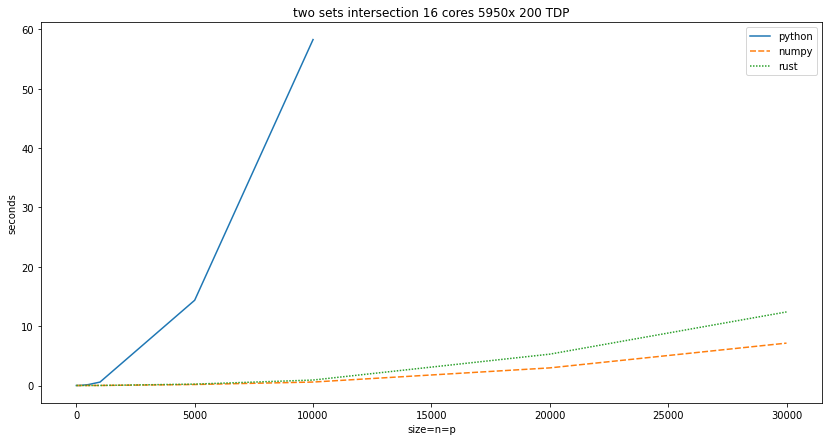 two sets intersection 16 cores 5950x 200 TDP
python
numpy
rust
seconds
60
50
40
30
20
10
0
0 5000 10000 15000 20000 25000 30000
size=n=p